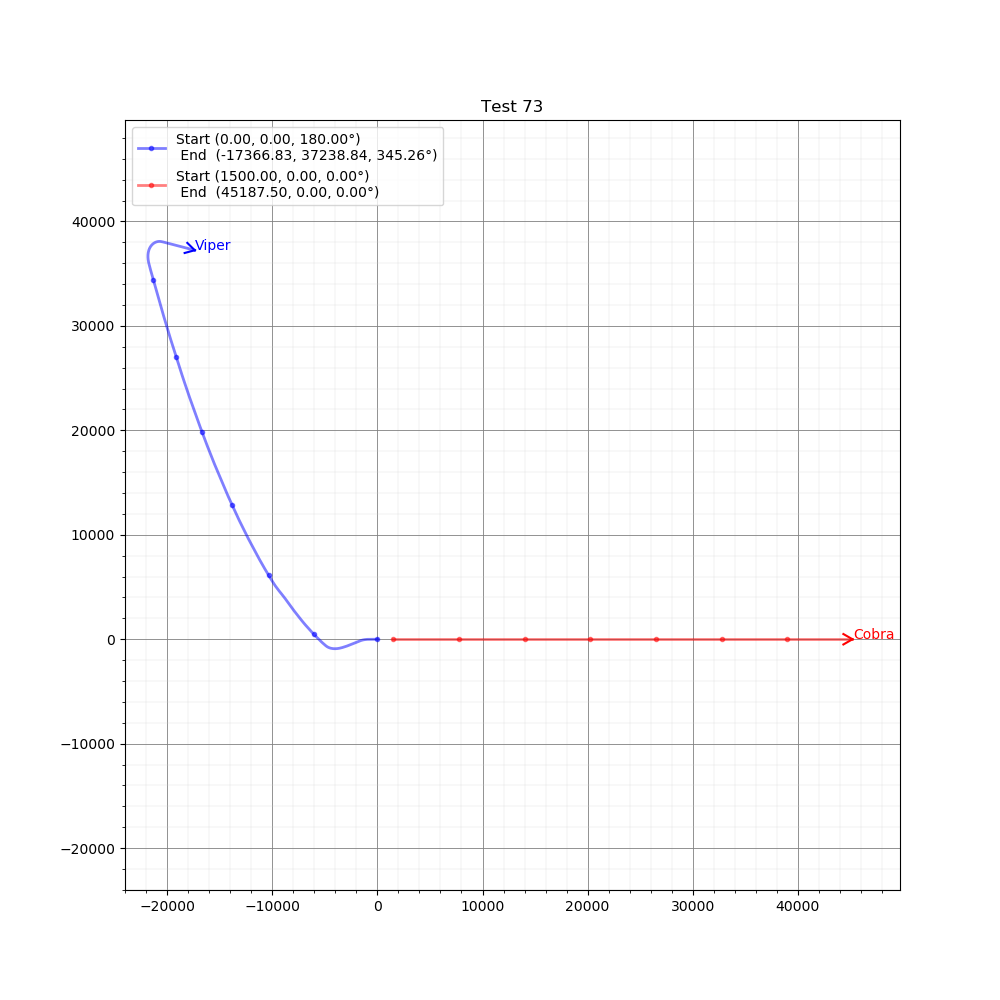 Test 73
Start (0.00, 0.00, 180.00°)
End (-17366.83, 37238.84, 345.26°)
Start (1500.00, 0.00, 0.00°)
End (45187.50, 0.00, 0.00°)
40000
Viper
30000
20000
10000
0
Cobra
−10000
−20000
−20000 −10000 0 10000 20000 30000 40000